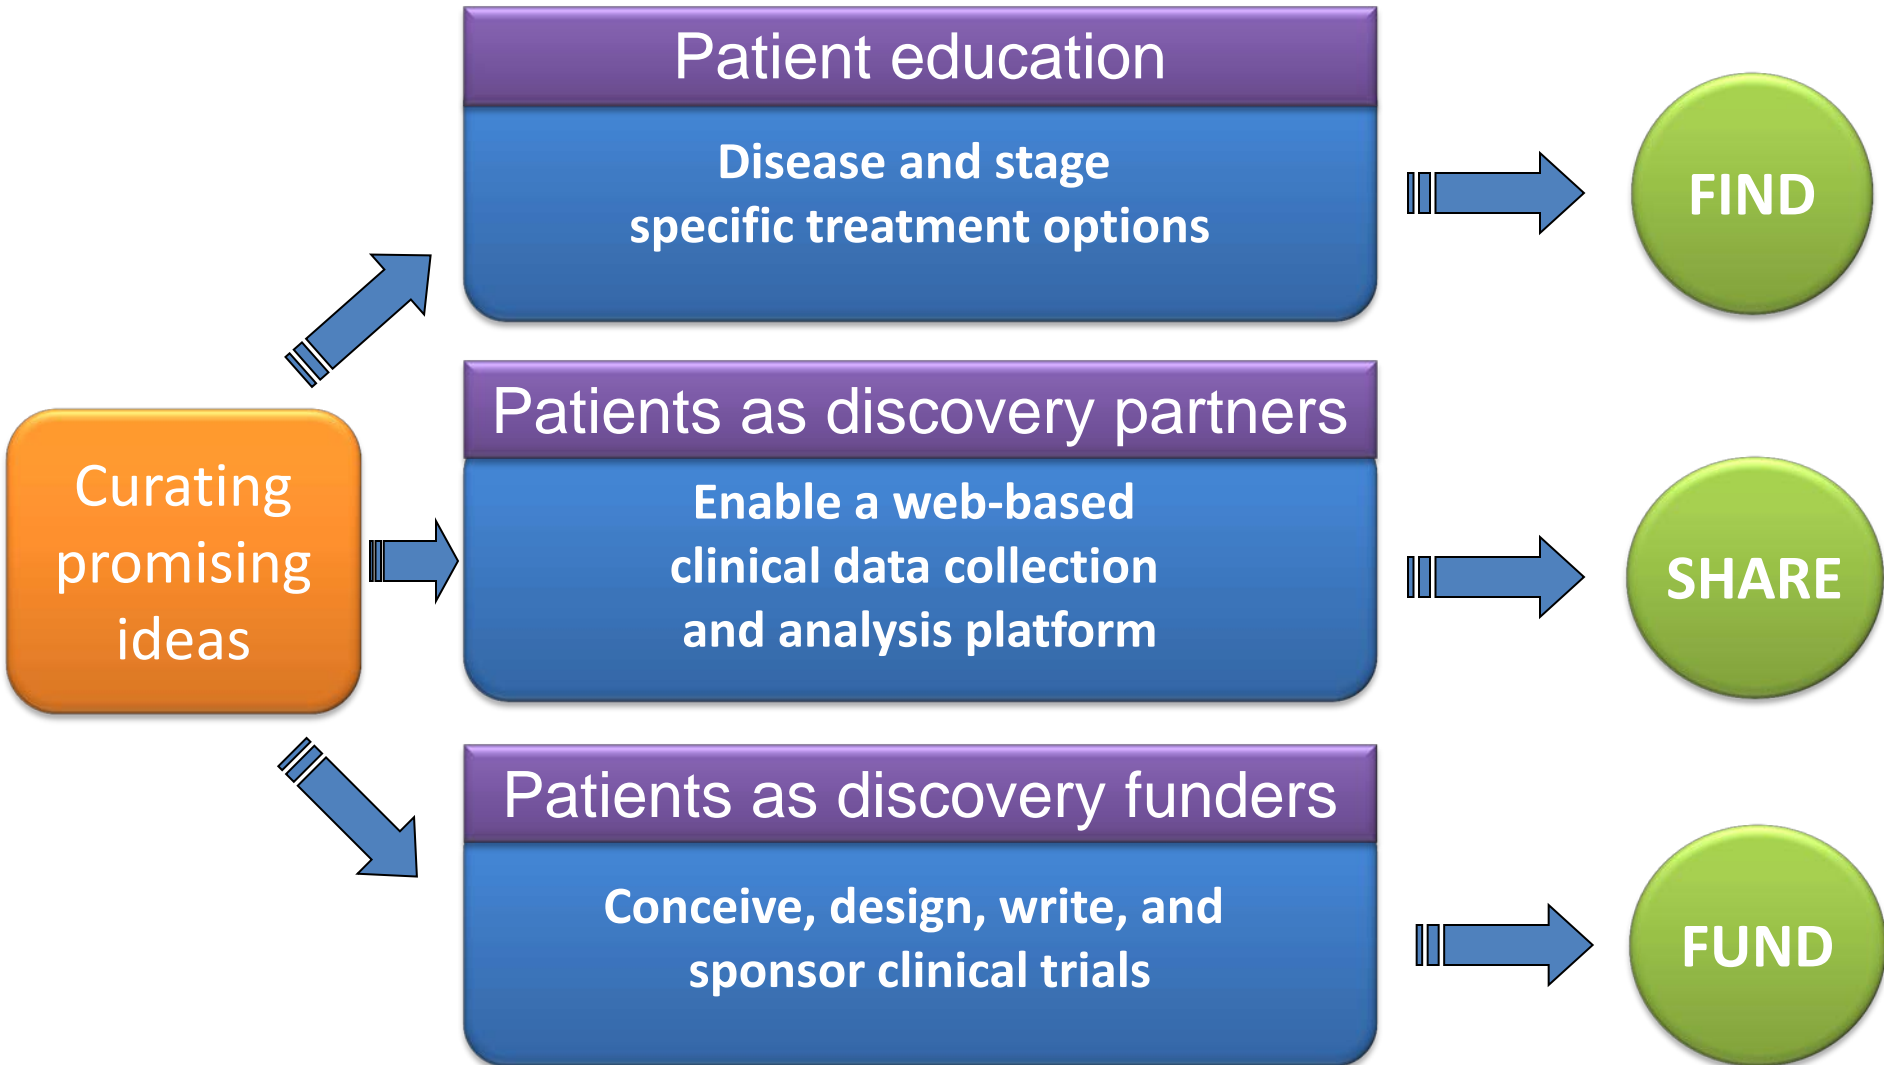 Patient education
Disease and stage
specific treatment options
FIND
Curating
promising
ideas
Patients as discovery partners
Enable a web-based
clinical data collection
and analysis platform
SHARE
Patients as discovery funders
Conceive, design, write, and
sponsor clinical trials
FUND